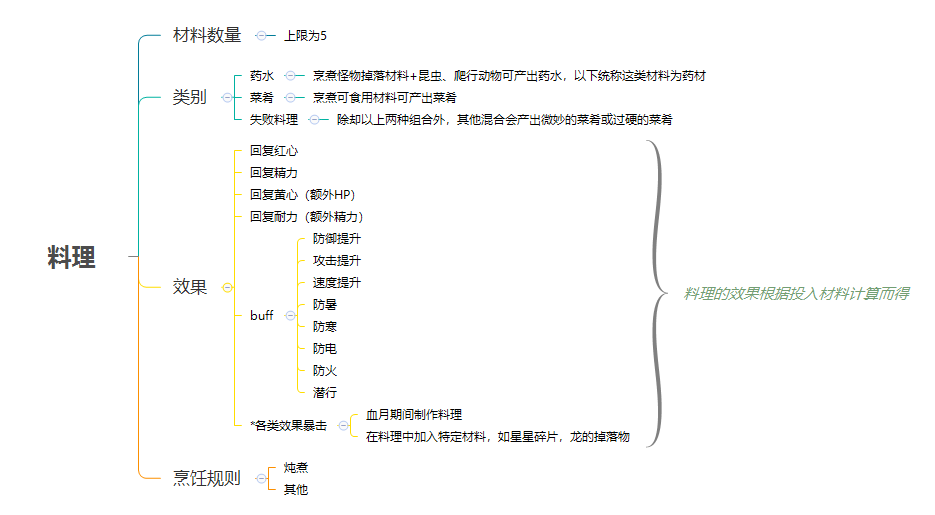 料理
材料数量
上限为5
类别
药水
烹煮怪物掉落材料+昆虫、爬行动物可产出药水，以下统称这类材料为药材
菜肴
烹煮可食用材料可产出菜肴
失败料理
除却以上两种组合外，其他混合会产出微妙的菜肴或过硬的菜肴
效果
回复红心
回复精力
回复黄心（额外HP）
回复耐力（额外精力）
buff
防御提升
攻击提升
速度提升
防暑
防寒
防电
防火
潜行
*各类效果暴击
血月期间制作料理
在料理中加入特定材料，如星星碎片，龙的掉落物
料理的效果根据投入材料计算而得
烹饪规则
炖煮
其他